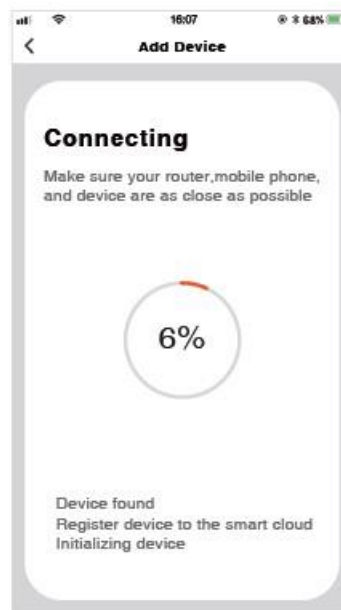 16:07
68%
Add Device
Connecting
Make sure your router,mobile phone,
and device are as close as possible
6%
Device found
Register device to the smart cloud
Initializing device